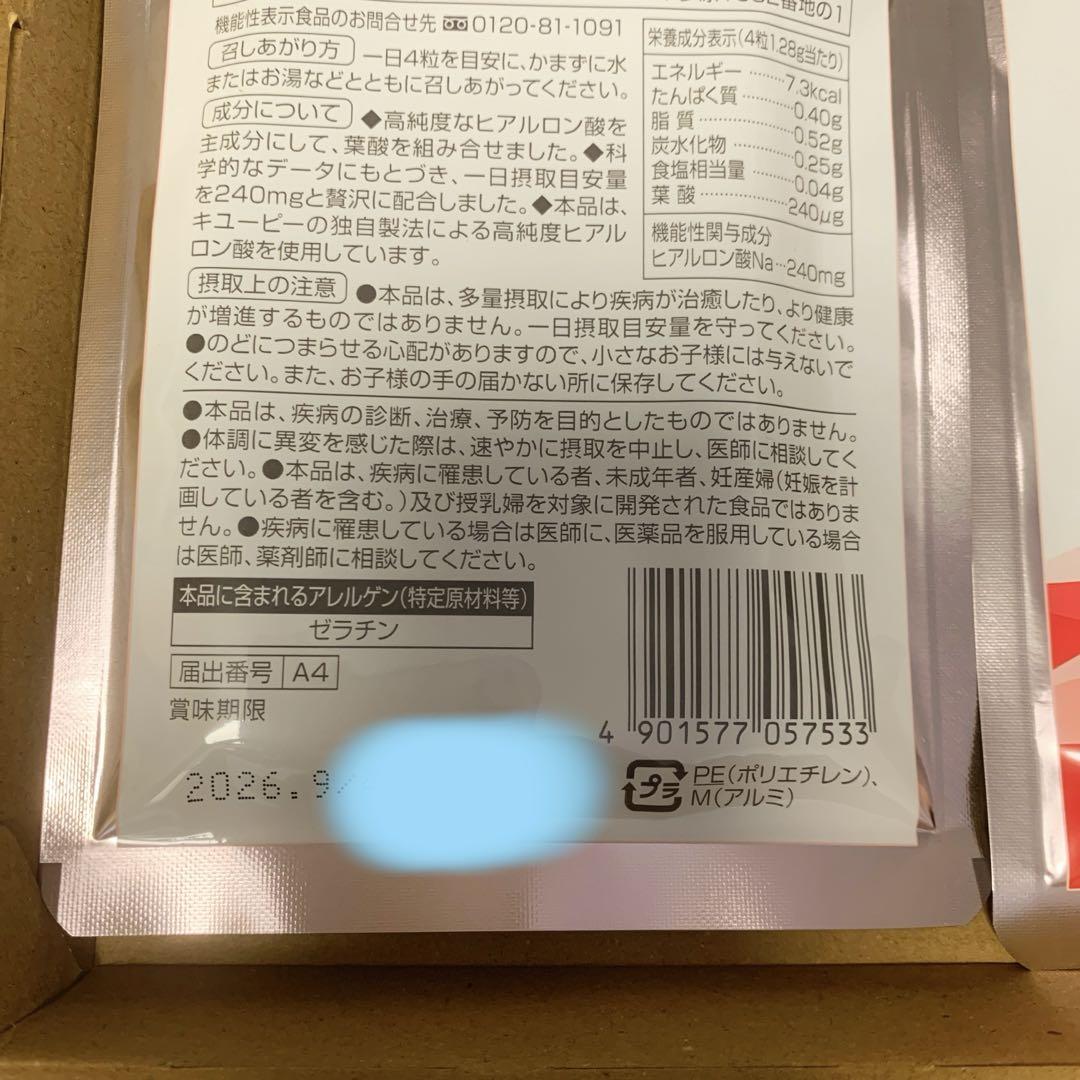 番地の1
機能性表示食品のお問合せ先 0120-81-1091
召しあがり方 一日4粒を目安に、かまずに水
またはお湯などとともに召しあがってください。
成分について ◆高純度なヒアルロン酸を
主成分にして、葉酸を組み合せました。◆科
学的なデータにもとづき、一日摂取目安量
を240mgと贅沢に配合しました。◆本品は、
キユーピーの独自製法による高純度ヒアル
ロン酸を使用しています。
栄養成分表示(4粒1.28g当たり)
エネルギー………7.3kcal
たんぱく質…………0.40g
脂質…………………0.52g
炭水化物……………0.25g
食塩相当量…………0.04g
葉酸…………………240μg
機能性関与成分
ヒアルロン酸Na…240mg
摂取上の注意 ●本品は、多量摂取により疾病が治癒したり、より健康
が増進するものではありません。一日摂取目安量を守ってください。
●のどにつまらせる心配がありますので、小さなお子様には与えないで
ください。また、お子様の手の届かない所に保存してください。
●本品は、疾病の診断、治療、予防を目的としたものではありません。
●体調に異変を感じた際は、速やかに摂取を中止し、医師に相談してく
ださい。●本品は、疾病に罹患している者、未成年者、妊産婦(妊娠を計
画している者を含む。)及び授乳婦を対象に開発された食品ではありま
せん。●疾病に罹患している場合は医師に、医薬品を服用している場合
は医師、薬剤師に相談してください。
本品に含まれるアレルゲン(特定原材料等)
ゼラチン
届出番号 A4
賞味期限
2026.9
4 901577 057533
プラ PE(ポリエチレン)、
M(アルミ)